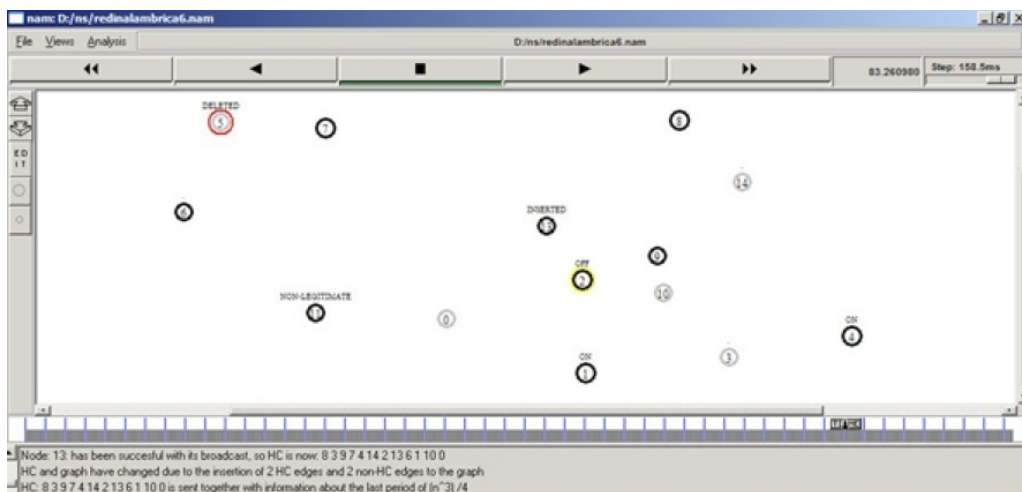 nam: D:/ns/redinalambrica6.nam
File Views Analysis D:/ns/redinalambrica6.nam
83.260980 Step: 158.5ms
DELETED
5
7
8
ED
IT
14
6
INSERTED
13
9
OFF
2
10
NON-LEGITIMATE
11
0
ON
4
3
ON
1
Node: 13: has been succesful with its broadcast, so HC is now: 8 3 9 7 4 14 2 13 6 1 10 0
HC and graph have changed due to the insertion of 2 HC edges and 2 non-HC edges to the graph
HC: 8 3 9 7 4 14 2 13 6 1 10 0 is sent together with information about the last period of (n^3) /4